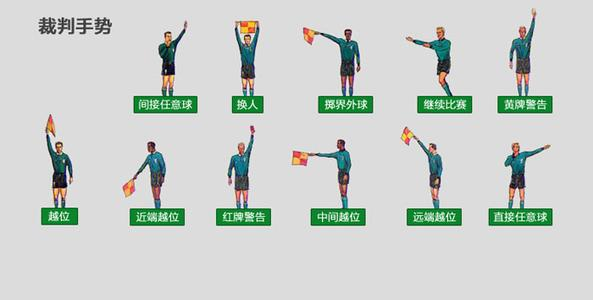 裁判手势
间接任意球
换人
掷界外球
继续比赛
黄牌警告
越位
近端越位
红牌警告
中间越位
远端越位
直接任意球